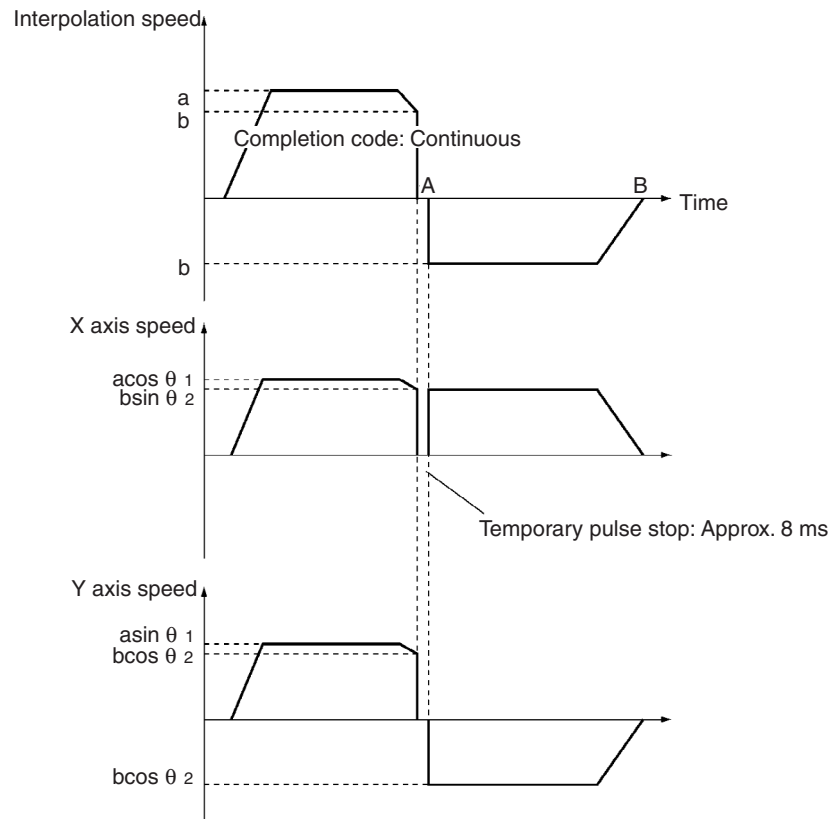 Interpolation speed
a
b
Completion code: Continuous
A
B
Time
b
X axis speed
acos θ 1
bsin θ 2
Temporary pulse stop: Approx. 8 ms
Y axis speed
asin θ 1
bcos θ 2
bcos θ 2